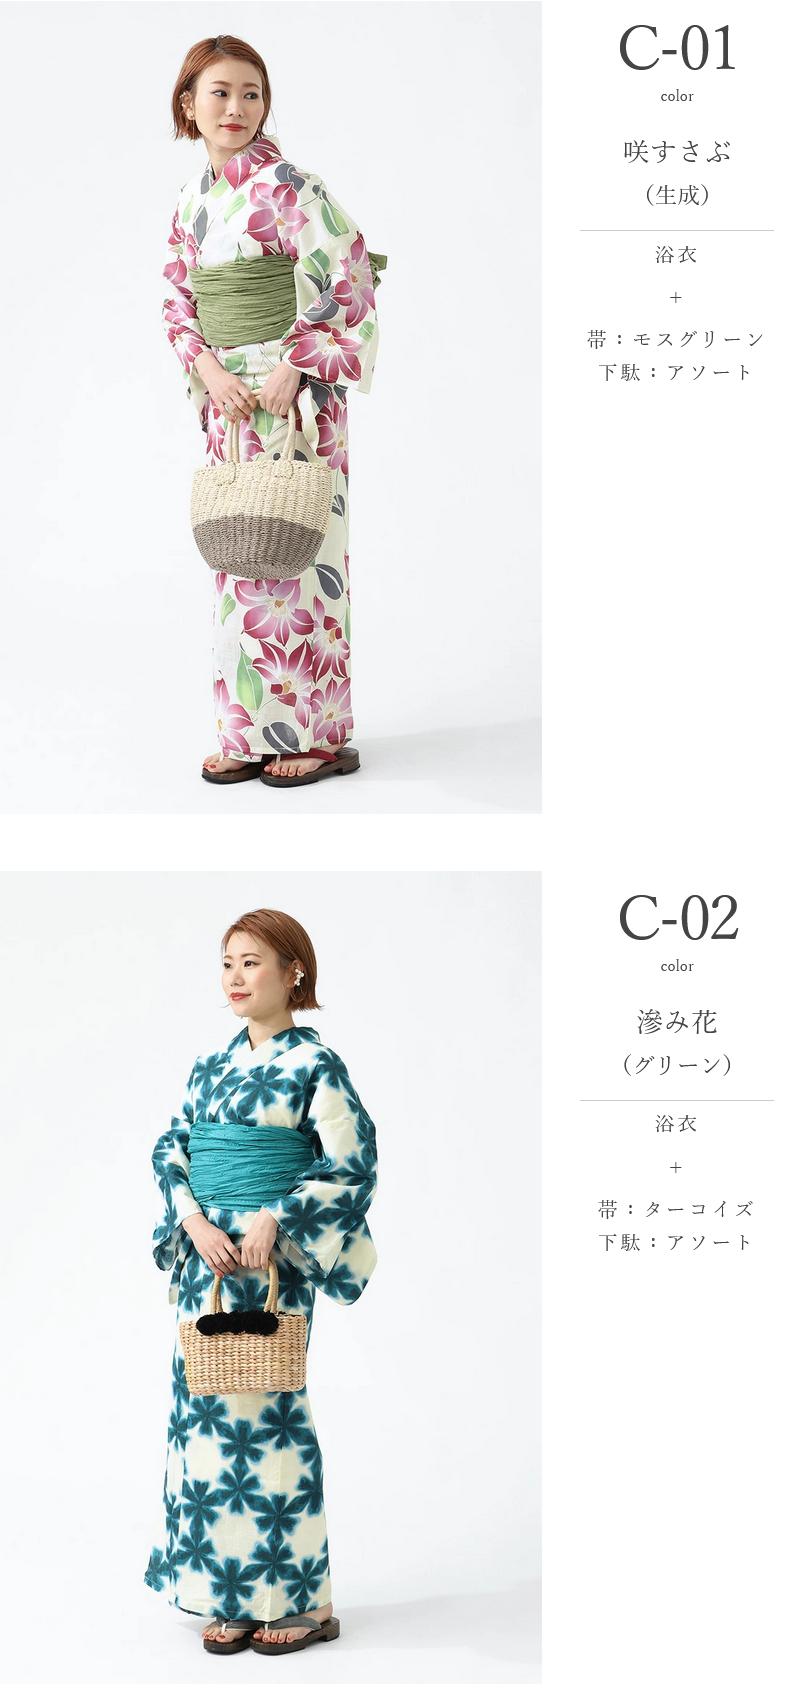 C-01
color
咲すさぶ
（生成）
浴衣
+
帯：モスグリーン
下駄：アソート
C-02
color
滲み花
（グリーン）
浴衣
+
帯：ターコイズ
下駄：アソート